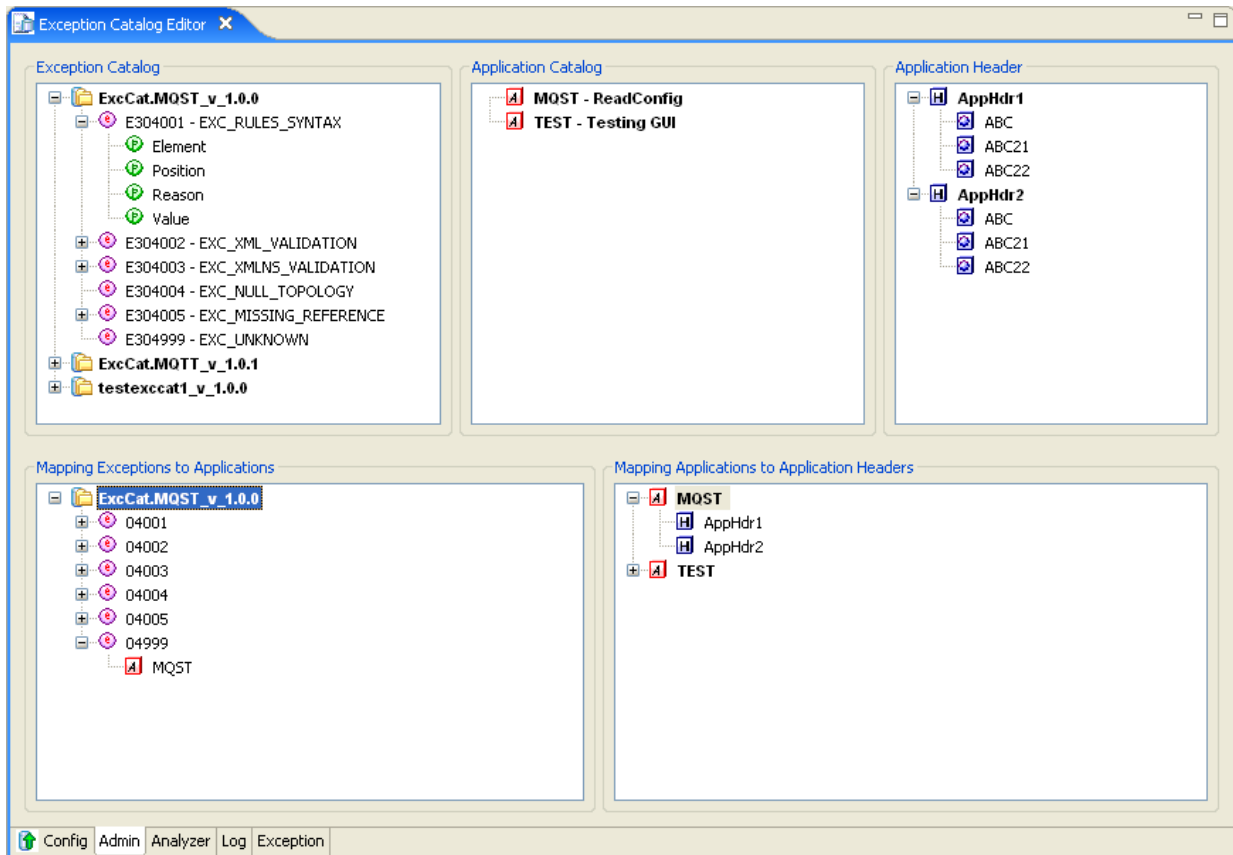 Exception Catalog Editor
Exception Catalog
ExcCat.MQST_v_1.0.0
E304001 - EXC_RULES_SYNTAX
Element
Position
Reason
Value
E304002 - EXC_XML_VALIDATION
E304003 - EXC_XMLNS_VALIDATION
E304004 - EXC_NULL_TOPOLOGY
E304005 - EXC_MISSING_REFERENCE
E304999 - EXC_UNKNOWN
ExcCat.MQTT_v_1.0.1
testexccat1_v_1.0.0
Application Catalog
MQST - ReadConfig
TEST - Testing GUI
Application Header
AppHdr1
ABC
ABC21
ABC22
AppHdr2
ABC
ABC21
ABC22
Mapping Exceptions to Applications
ExcCat.MQST_v_1.0.0
04001
04002
04003
04004
04005
04999
MQST
Mapping Applications to Application Headers
MQST
AppHdr1
AppHdr2
TEST
Config Admin Analyzer Log Exception